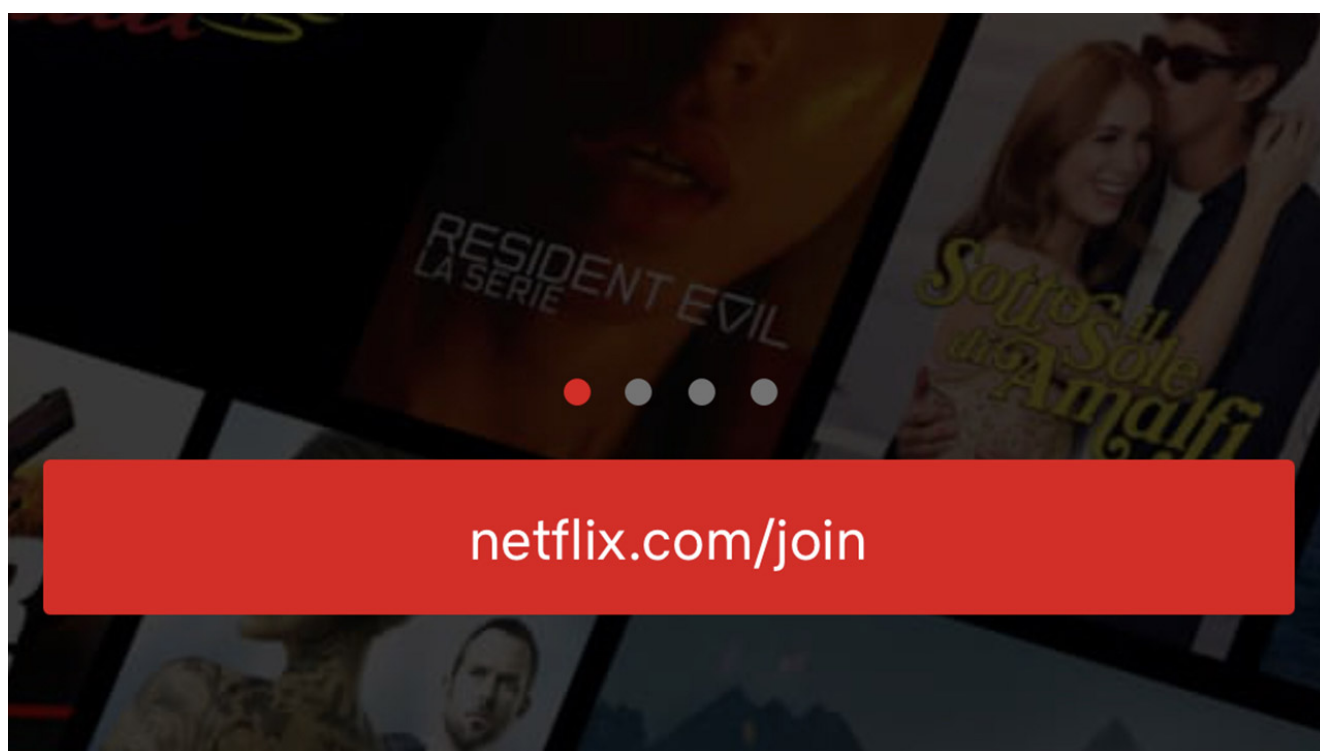 RESIDENT EVIL
LA SERIE
Sotto il
Sole
di Amalfi
netflix.com/join